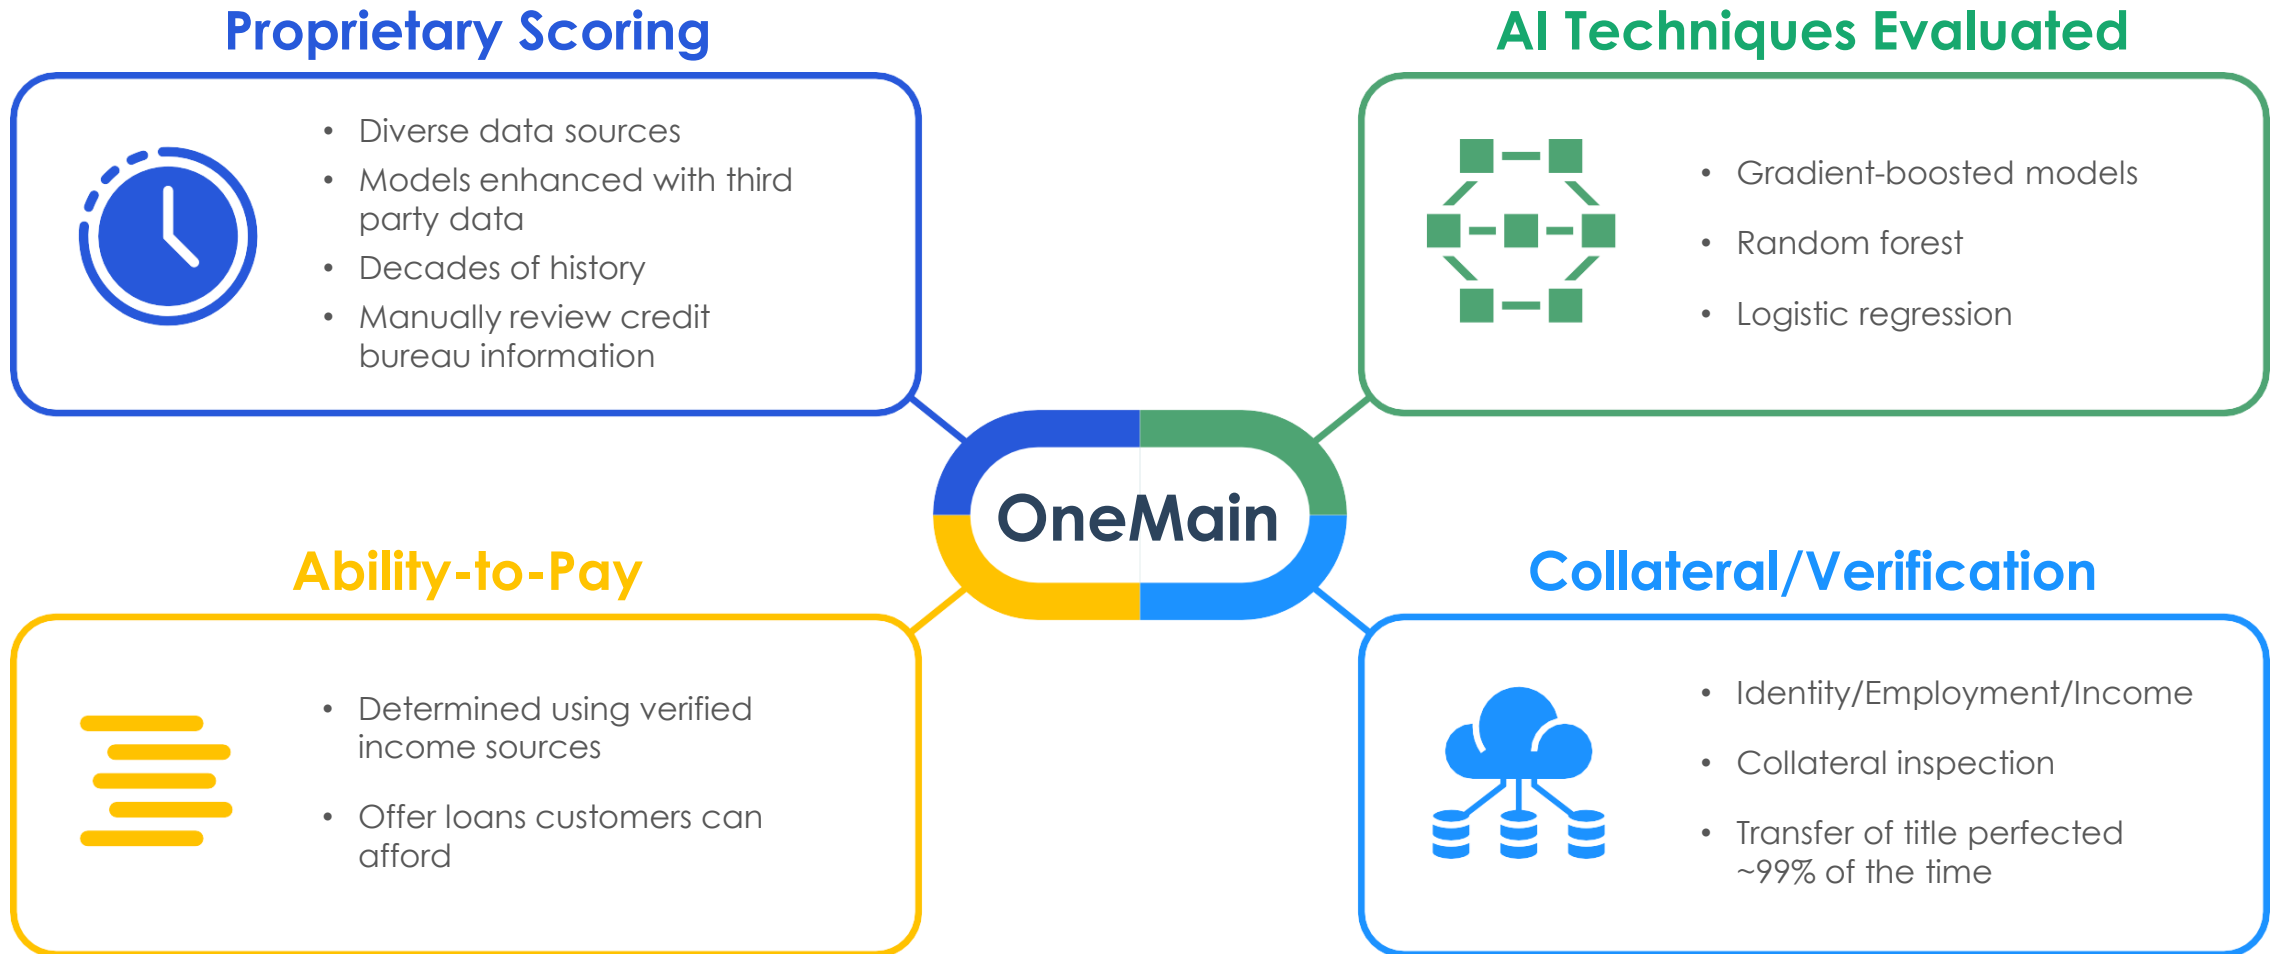 Proprietary Scoring
• Diverse data sources
• Models enhanced with third
party data
• Decades of history
• Manually review credit
bureau information
AI Techniques Evaluated
• Gradient-boosted models
• Random forest
• Logistic regression
OneMain
Ability-to-Pay
• Determined using verified
income sources
• Offer loans customers can
afford
Collateral/Verification
• Identity/Employment/Income
• Collateral inspection
• Transfer of title perfected
~99% of the time